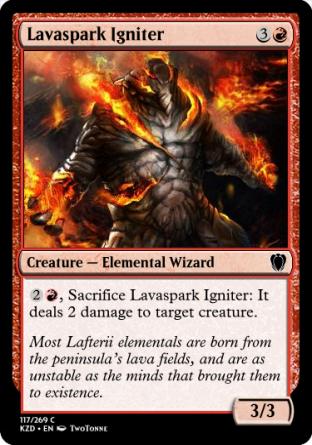 Lavaspark Igniter 3
Creature — Elemental Wizard
2, Sacrifice Lavaspark Igniter: It
deals 2 damage to target creature.
Most Lafterii elementals are born from
the peninsula's lava fields, and are as
unstable as the minds that brought them
to existence.
3/3
117/269 C
KZD • EN TwoTonne